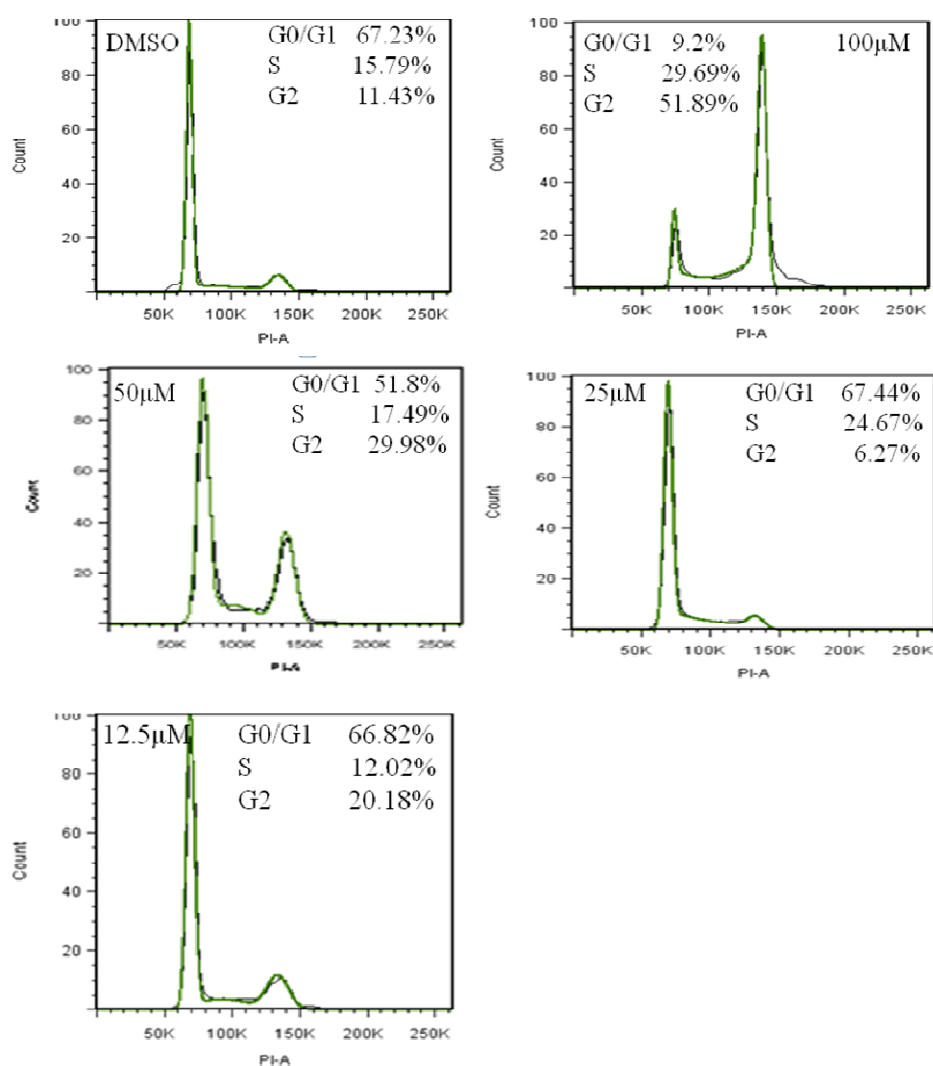 DMSO
G0/G1 67.23%
S 15.79%
G2 11.43%
100
80
60
40
20
Count
50K 100K 150K 200K 250K
PI-A
100µM
G0/G1 9.2%
S 29.69%
G2 51.89%
100
80
60
40
20
Count
50K 100K 150K 200K 250K
PI-A
50µM
G0/G1 51.8%
S 17.49%
G2 29.98%
100
80
60
40
20
Count
50K 100K 150K 200K 250K
PI-A
25µM
G0/G1 67.44%
S 24.67%
G2 6.27%
100
80
60
40
20
Count
50K 100K 150K 200K 250K
PI-A
12.5µM
G0/G1 66.82%
S 12.02%
G2 20.18%
100
80
60
40
20
Count
50K 100K 150K 200K 250K
PI-A